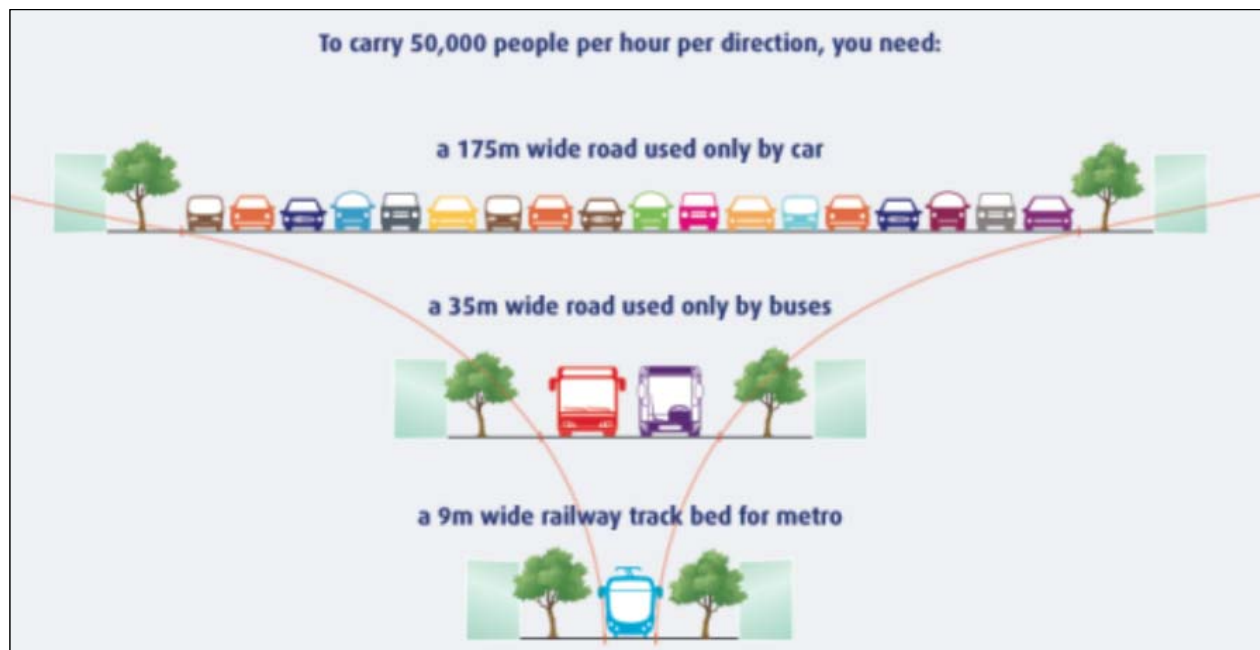 To carry 50,000 people per hour per direction, you need:
a 175m wide road used only by car
a 35m wide road used only by buses
a 9m wide railway track bed for metro